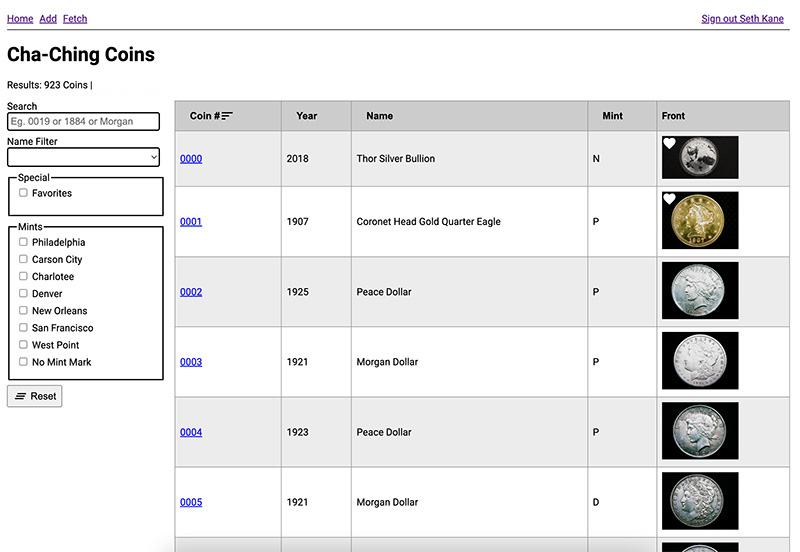 Home Add Fetch
Sign out Seth Kane
Cha-Ching Coins
Results: 923 Coins |
Search
Eg. 0019 or 1884 or Morgan
Name Filter
Special
Favorites
Mints
Philadelphia
Carson City
Charlotee
Denver
New Orleans
San Francisco
West Point
No Mint Mark
Reset
Coin # Year Name Mint Front
0000 2018 Thor Silver Bullion N
0001 1907 Coronet Head Gold Quarter Eagle P
1907
0002 1925 Peace Dollar P
0003 1921 Morgan Dollar P
0004 1923 Peace Dollar P
0005 1921 Morgan Dollar D